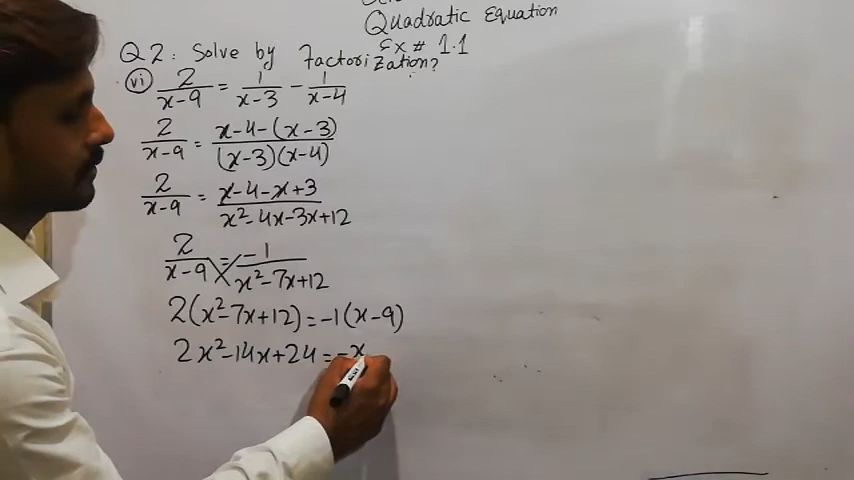 Quadratic Equation
Ex # 1.1
Q2: Solve by Factorization?
(vi) 2/(x-9) = 1/(x-3) - 1/(x-4)
2/(x-9) = (x-4-(x-3))/((x-3)(x-4))
2/(x-9) = (x-4-x+3)/(x²-4x-3x+12)
2/(x-9) = -1/(x²-7x+12)
2(x²-7x+12)=-1(x-9)
2x²-14x+24=-x